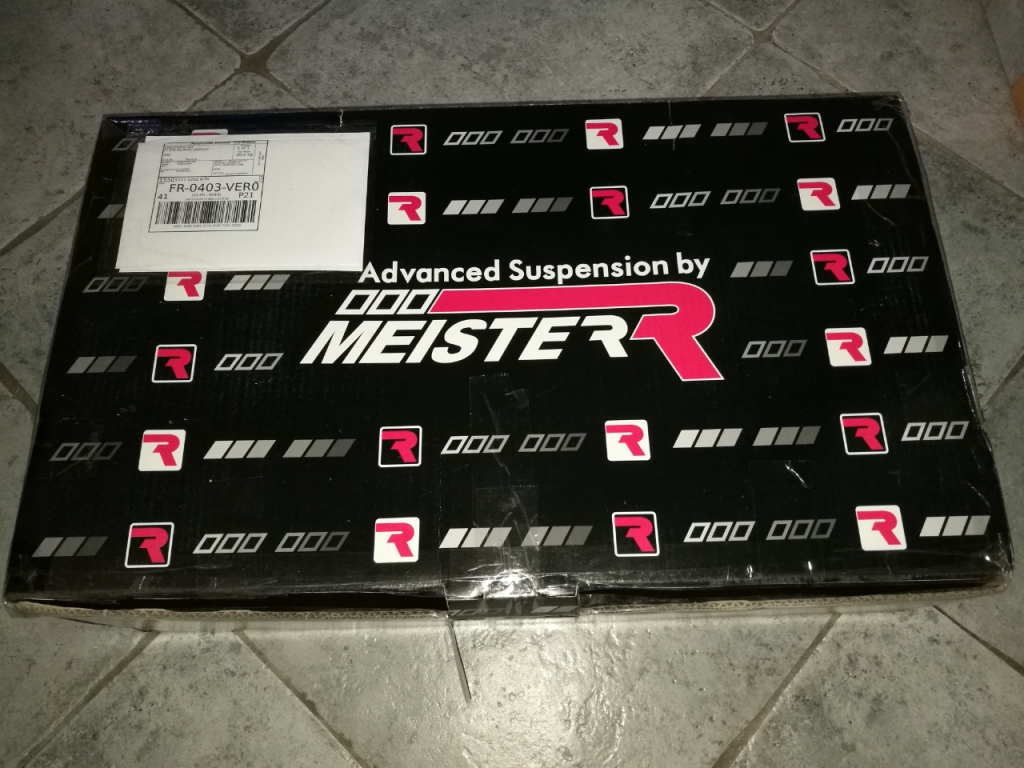 FR-0403-VER0
41
P21
Advanced Suspension by
MEISTER R